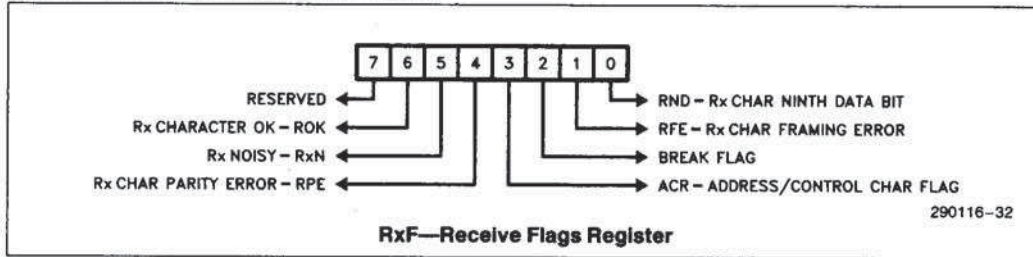 7 6 5 4 3 2 1 0
RESERVED
Rx CHARACTER OK - ROK
Rx NOISY - RxN
Rx CHAR PARITY ERROR - RPE
RND - Rx CHAR NINTH DATA BIT
RFE - Rx CHAR FRAMING ERROR
BREAK FLAG
ACR - ADDRESS/CONTROL CHAR FLAG
290116-32
RxF—Receive Flags Register